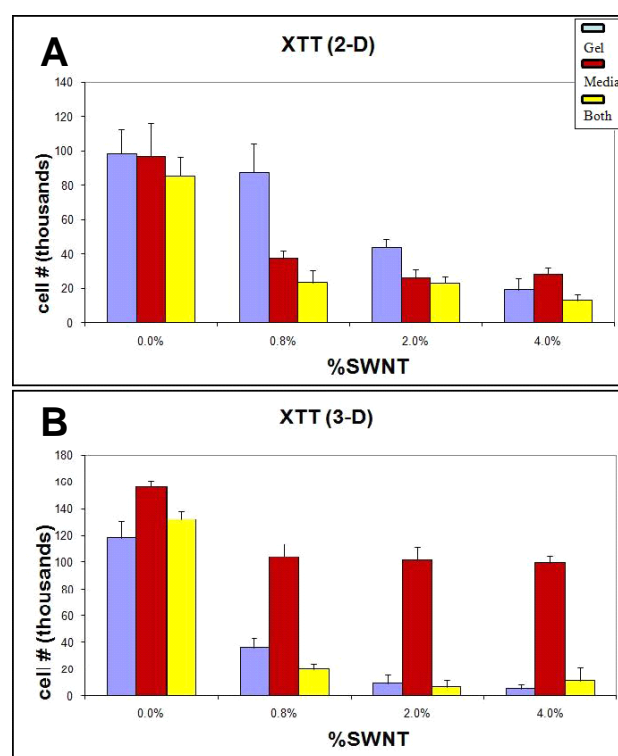 A
XTT (2-D)
Gel
Media
Both
140
120
100
80
60
40
20
0
cell # (thousands)
0.0% 0.8% 2.0% 4.0%
%SWNT
B
XTT (3-D)
180
160
140
120
100
80
60
40
20
0
cell # (thousands)
0.0% 0.8% 2.0% 4.0%
%SWNT